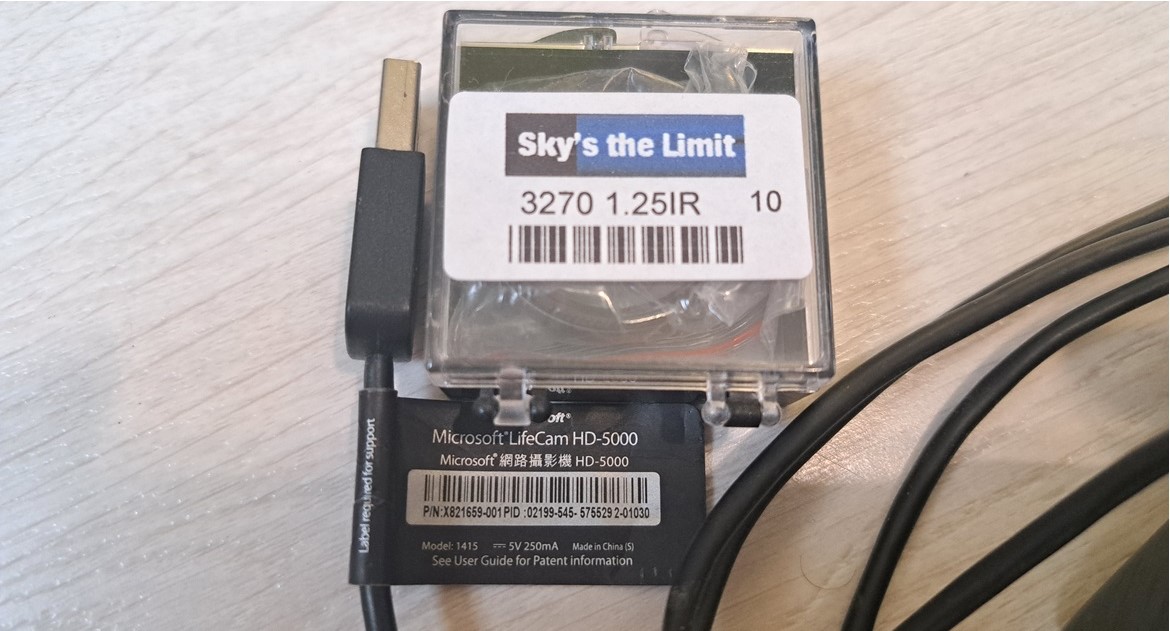 Sky's the Limit
3270 1.25IR 10
oft®
Microsoft® LifeCam HD-5000
Microsoft® 網路攝影機 HD-5000
P/N:X821659-001 PID :02199-545- 575529 2-01030
Model: 1415 ⎓ 5V 250mA Made in China (S)
See User Guide for Patent information
Label required for support